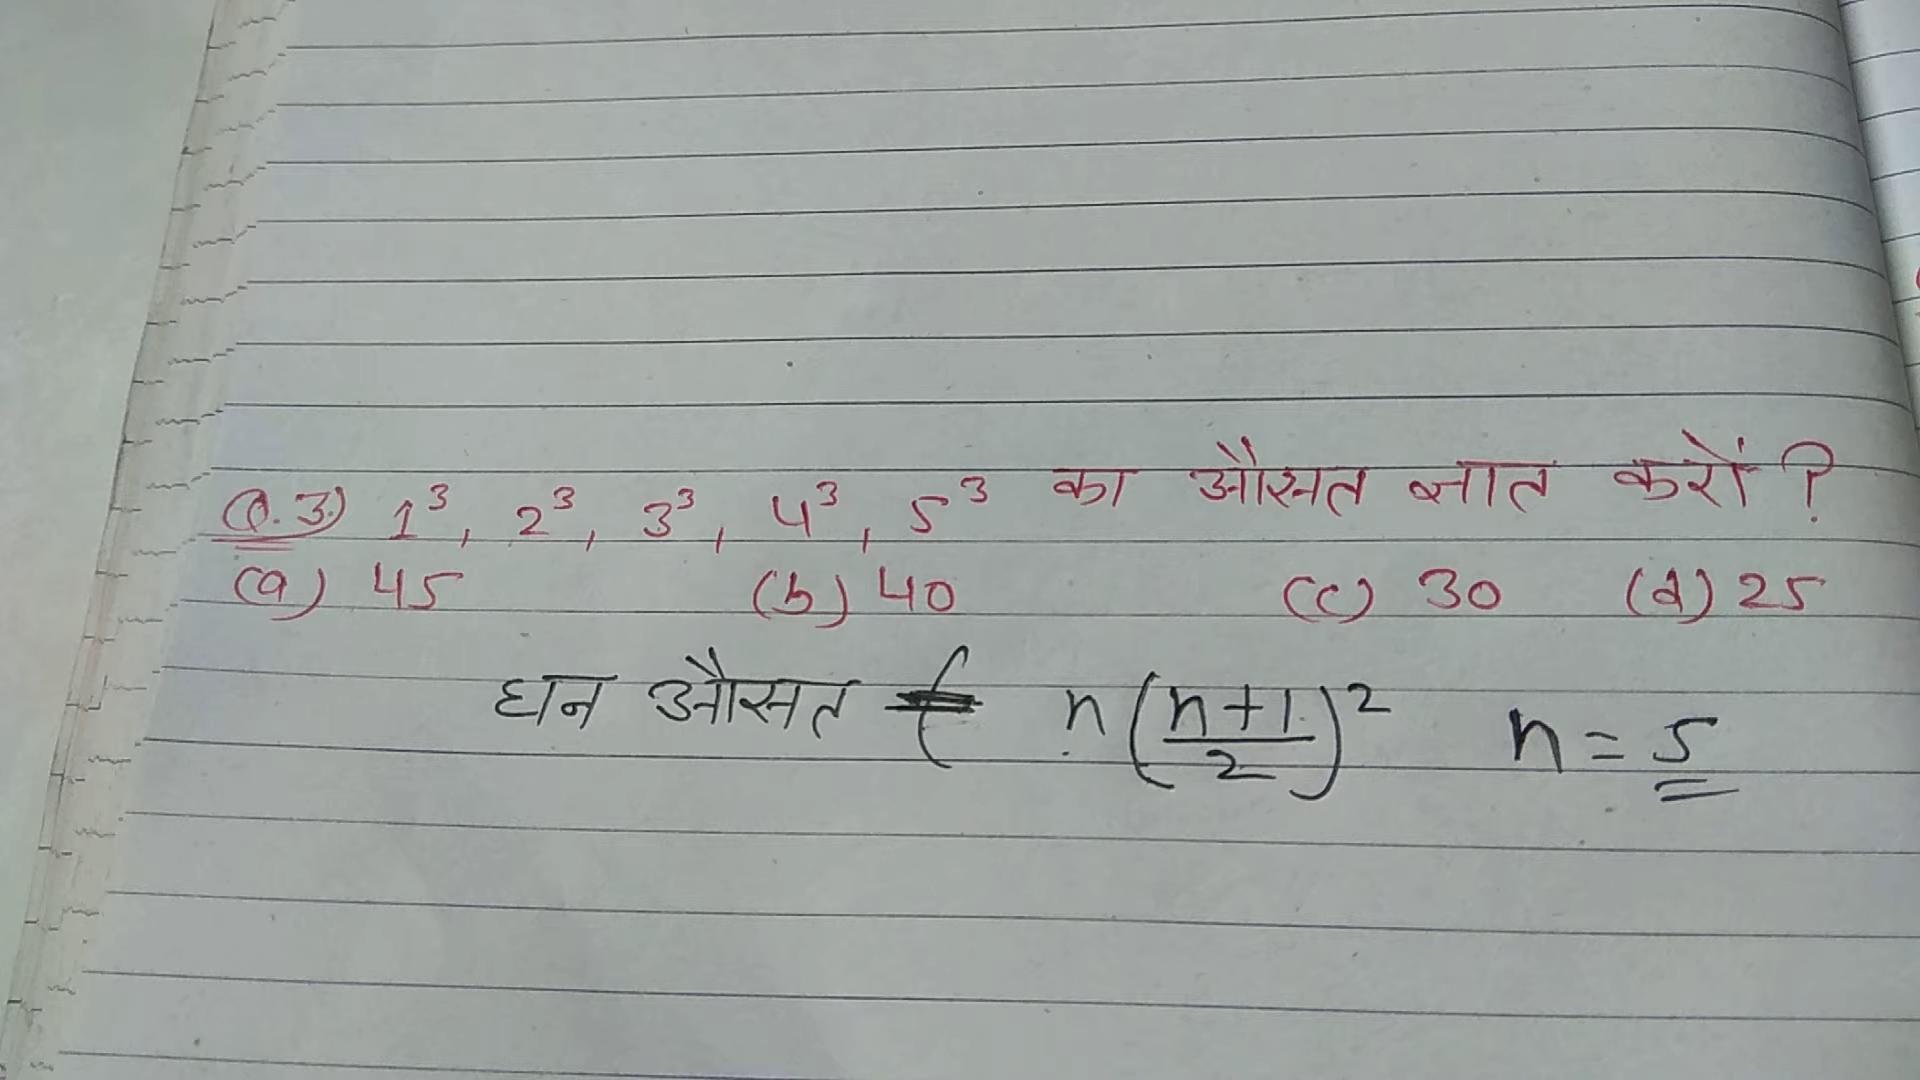 Q.3) 1³, 2³, 3³, 4³, 5³ का औसत ज्ञात करों ?
(a) 45 (b) 40 (c) 30 (d) 25
घन औसत n(n+1/2)² n = 5